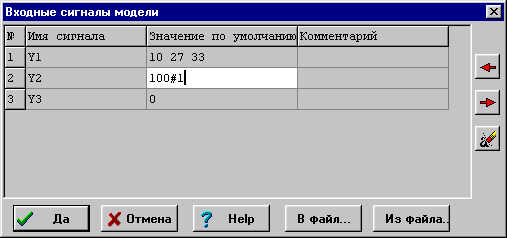 Входные сигналы модели
№ Имя сигнала Значение по умолчанию Комментарий
1 Y1 10 27 33
2 Y2 100#1
3 Y3 0
Да Отмена Help В файл... Из файла..